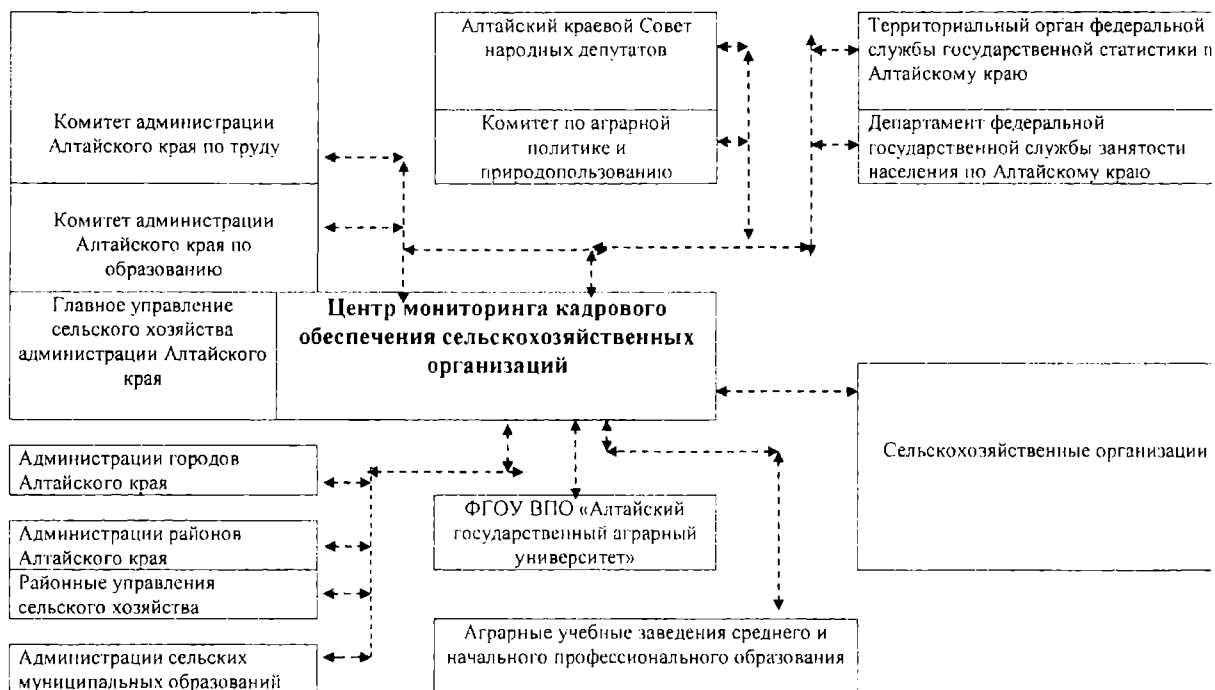 Алтайский краевой Совет
народных депутатов
Территориальный орган федеральной
службы государственной статистики п
Алтайскому краю
Комитет администрации
Алтайского края по труду
Комитет по аграрной
политике и
природопользованию
Департамент федеральной
государственной службы занятости
населения по Алтайскому краю
Комитет администрации
Алтайского края по
образованию
Главное управление
сельского хозяйства
администрации Алтайского
края
Центр мониторинга кадрового
обеспечения сельскохозяйственных
организаций
Сельскохозяйственные организации
Администрации городов
Алтайского края
ФГОУ ВПО «Алтайский
государственный аграрный
университет»
Администрации районов
Алтайского края
Районные управления
сельского хозяйства
Аграрные учебные заведения среднего и
начального профессионального образования
Администрации сельских
муниципальных образований